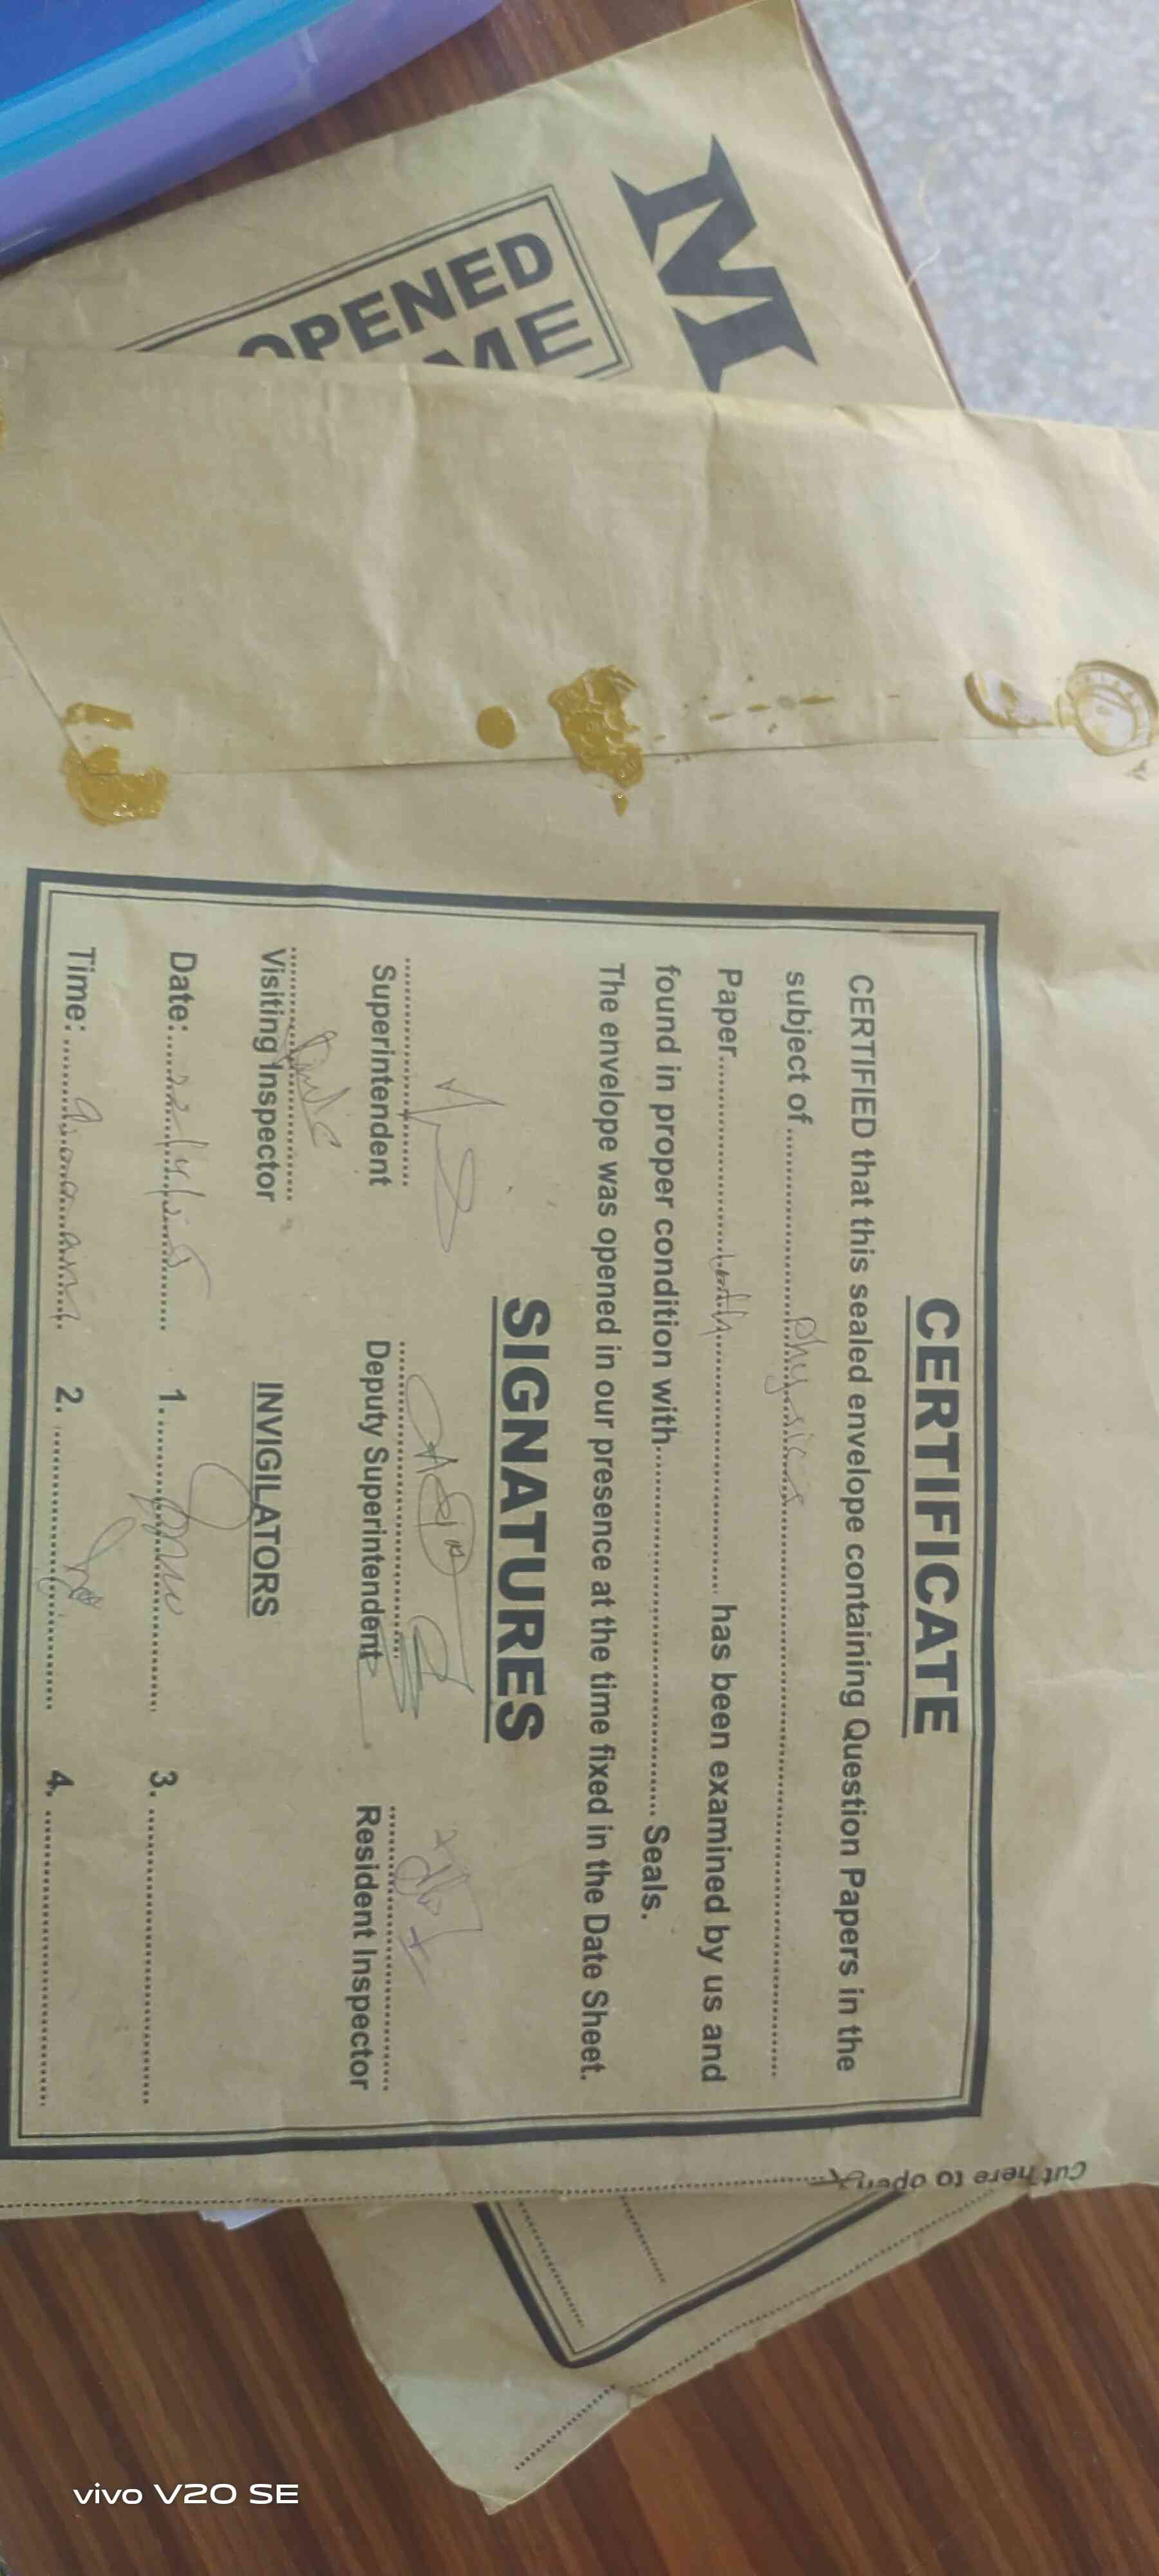 M
OPENED
ME
CERTIFICATE
CERTIFIED that this sealed envelope containing Question Papers in the
subject of Physics
Paper has been examined by us and
found in proper condition with Seals.
The envelope was opened in our presence at the time fixed in the Date Sheet.
SIGNATURES
Superintendent Deputy Superintendent Resident Inspector
Visiting Inspector INVIGILATORS
Date: 1. 3.
Time: 2. 4.
Cut here to open
vivo V20 SE